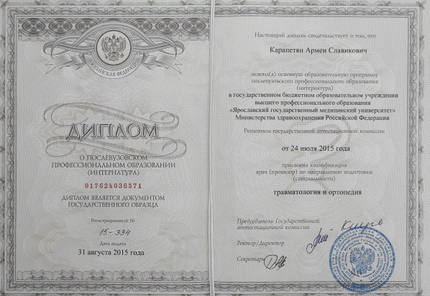 РОССИЙСКАЯ ФЕДЕРАЦИЯ
ДИПЛОМ
О ПОСЛЕВУЗОВСКОМ
ПРОФЕССИОНАЛЬНОМ ОБРАЗОВАНИИ
(ИНТЕРНАТУРА)
017624036571
ДИПЛОМ ЯВЛЯЕТСЯ ДОКУМЕНТОМ
ГОСУДАРСТВЕННОГО ОБРАЗЦА
Регистрационный №
15-334
Дата выдачи
31 августа 2015 года
Настоящий диплом свидетельствует о том, что
Карапетян Армен Славикович
освоил(а) основную образовательную программу
послевузовского профессионального образования
(интернатура)
в государственном бюджетном образовательном учреждении
высшего профессионального образования
«Ярославский государственный медицинский университет»
Министерства здравоохранения Российской Федерации
Решением государственной аттестационной комиссии
от 24 июля 2015 года
присвоена квалификация
врач (провизор) по направлению подготовки
(специальности)
травматология и ортопедия
Председатель Государственной
аттестационной комиссии
Ректор/Директор
Секретарь